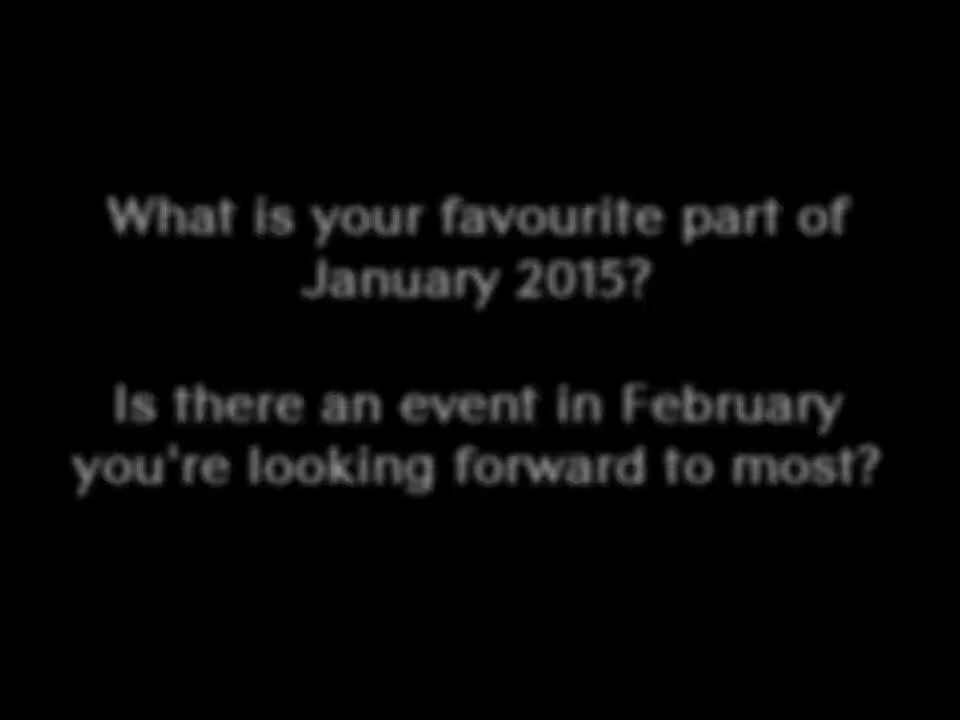 What is your favourite part of
January 2015?
Is there an event in February
you're looking forward to most?